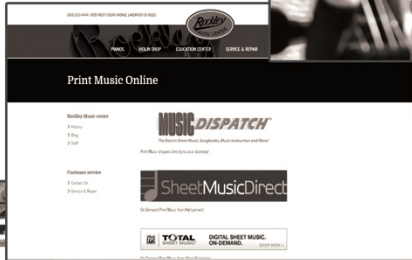 Rockley
MUSIC CENTER
PIANOS VIOLIN SHOP EDUCATION CENTER SERVICE & REPAIR
Print Music Online
Rockley Music center
> History
> Blog
> Staff
MUSIC DISPATCH
The Best in Sheet Music, Songbooks, Music Instruction and More!
Print Music shipped directly to your doorstep
Customer service
> Contact Us
> Service & Repair
SheetMusicDirect
On-Demand Print Music from Hal Leonard
TOTAL
SHEET MUSIC
DIGITAL SHEET MUSIC.
ON-DEMAND.
SHOP NOW >